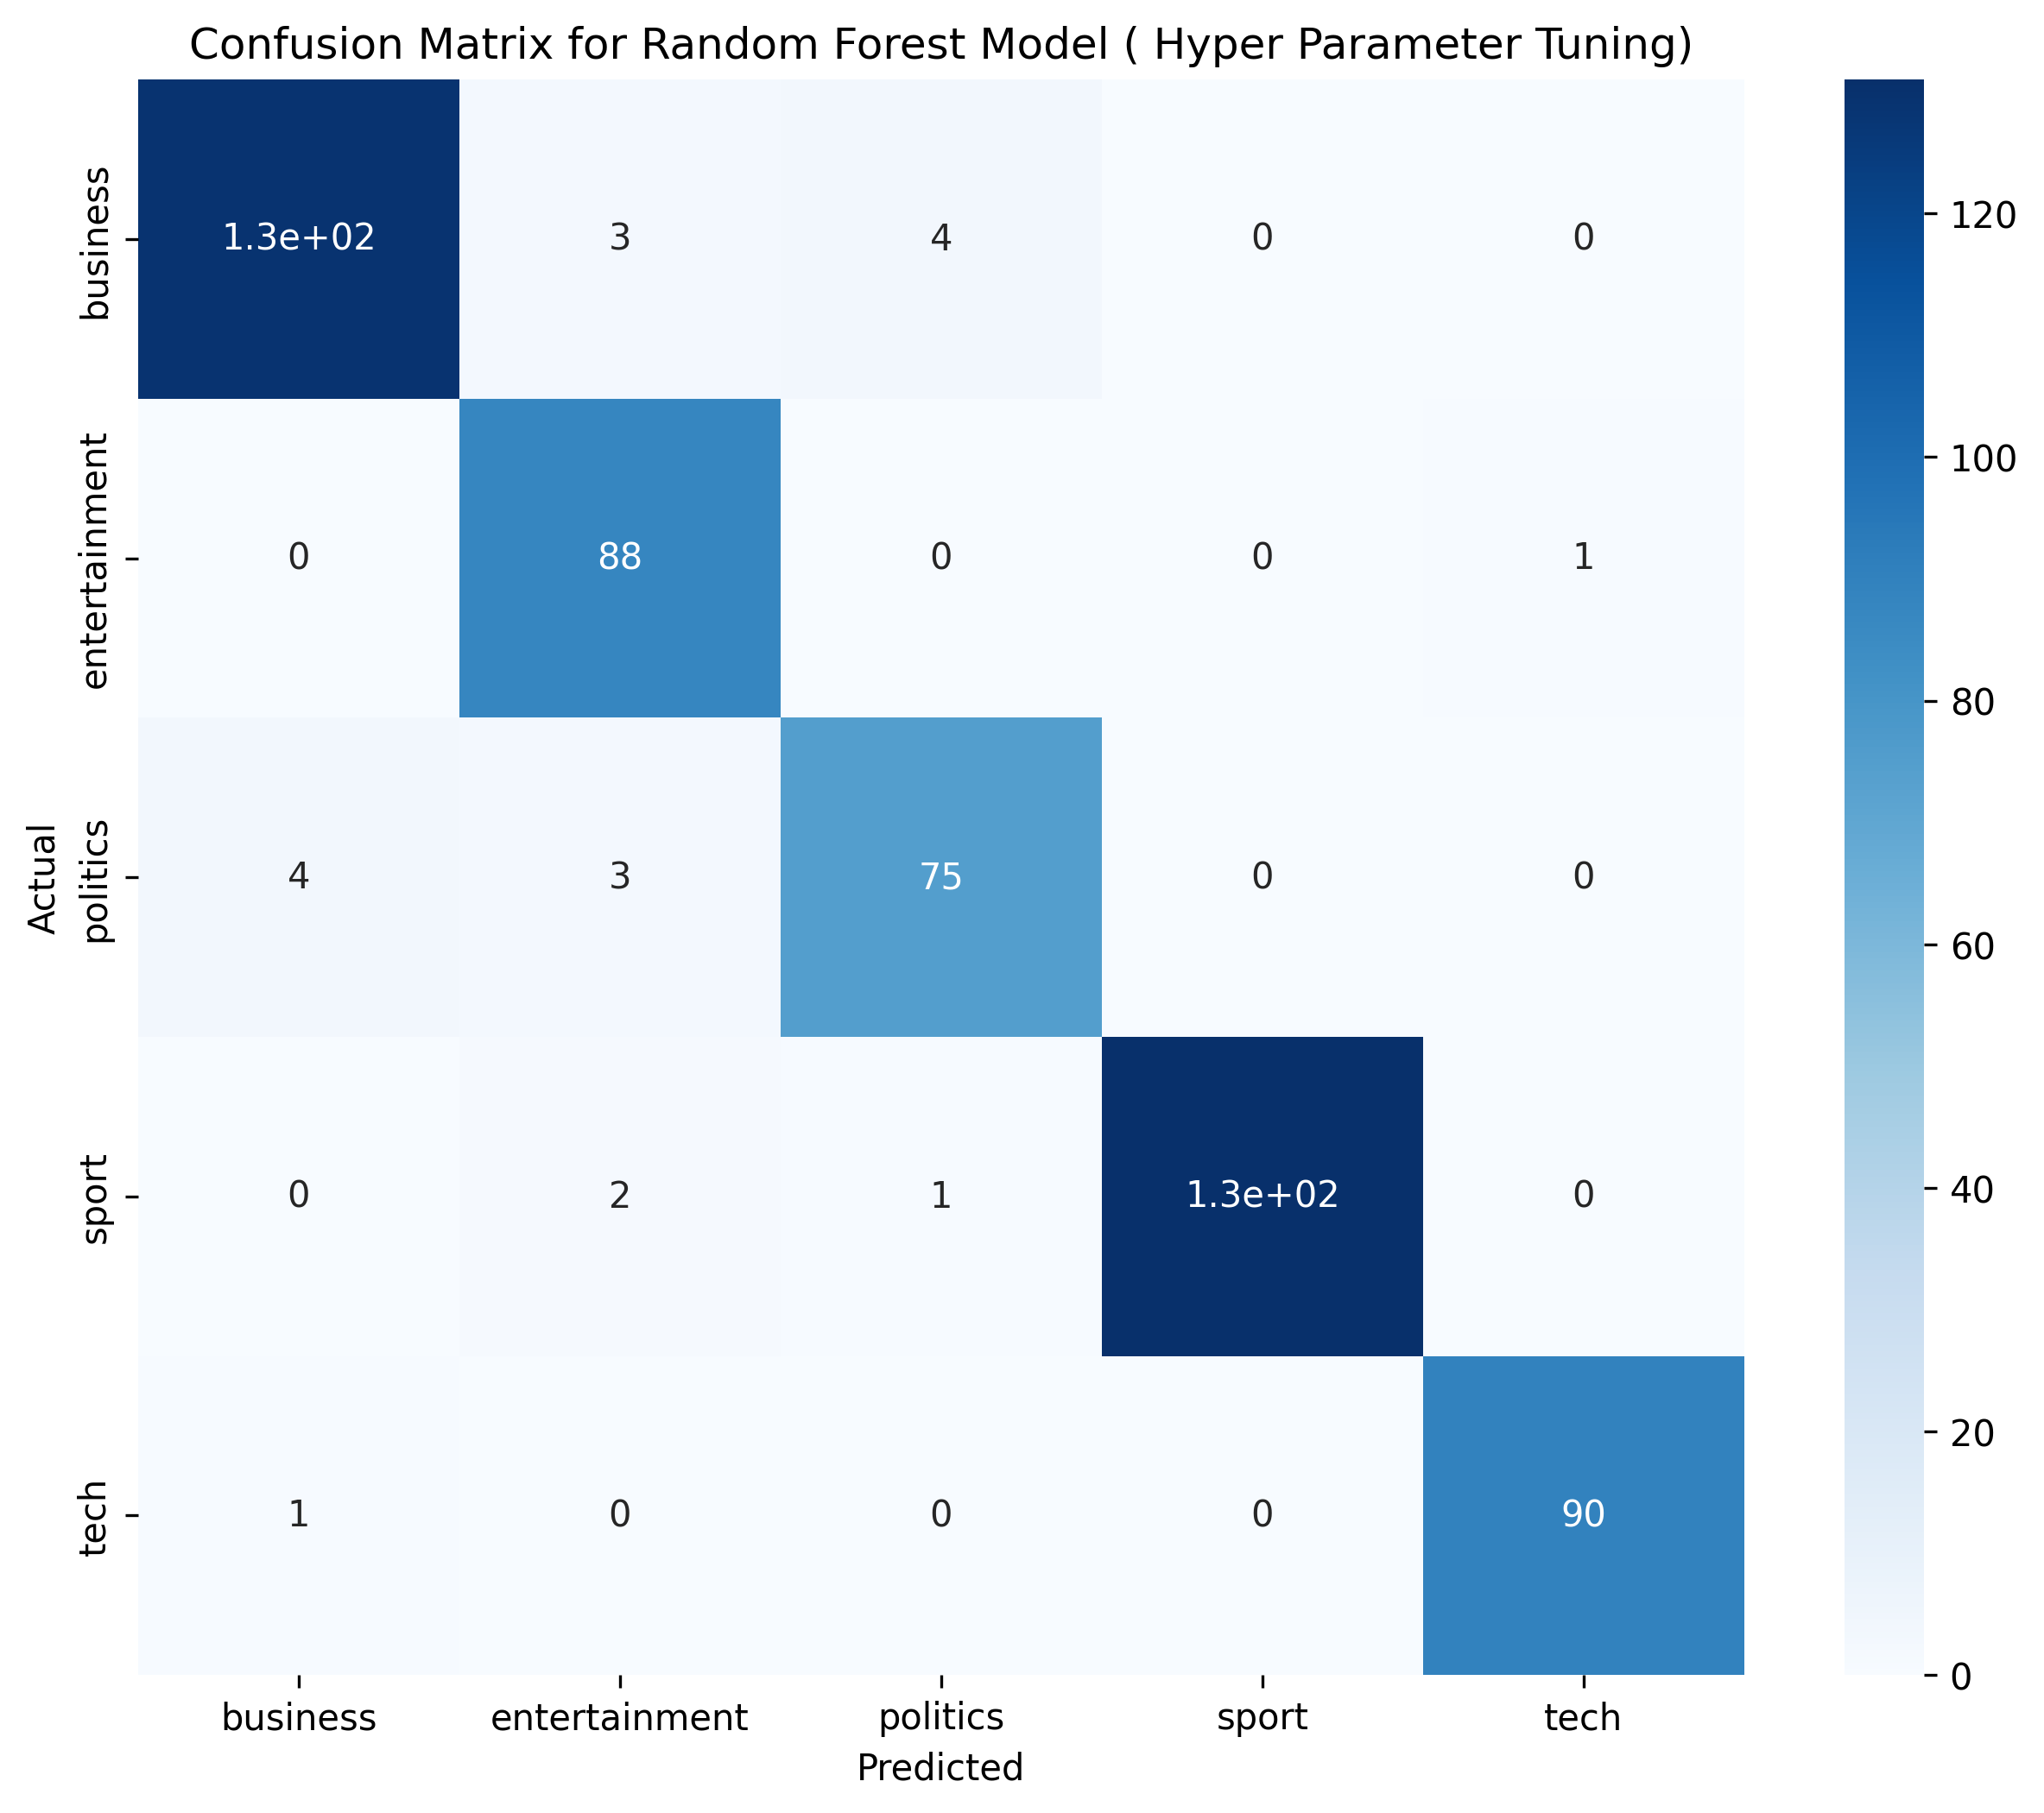 Confusion Matrix for Random Forest Model ( Hyper Parameter Tuning)
business 1.3e+02 3 4 0 0
entertainment 0 88 0 0 1
politics 4 3 75 0 0
sport 0 2 1 1.3e+02 0
tech 1 0 0 0 90
Actual
business entertainment politics sport tech
Predicted
120
100
80
60
40
20
0